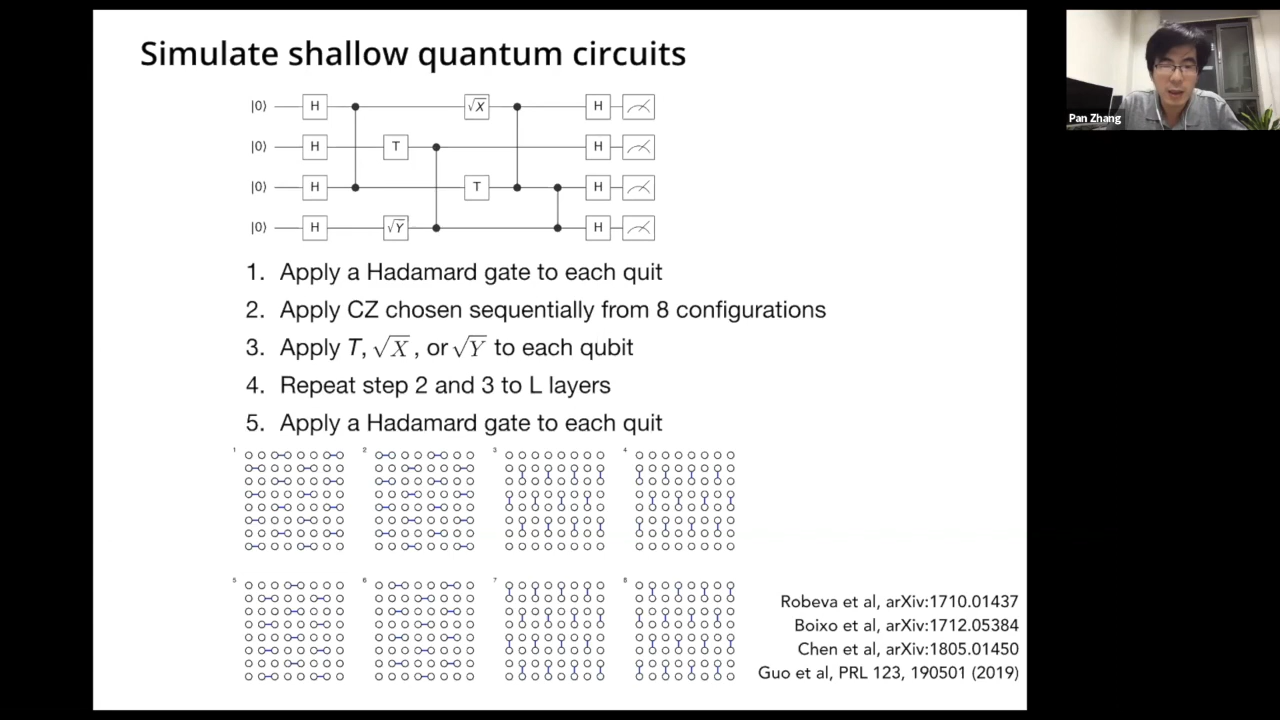 Simulate shallow quantum circuits
|0⟩ H √X H
|0⟩ H T H
|0⟩ H T H
|0⟩ H √Y H
1. Apply a Hadamard gate to each quit
2. Apply CZ chosen sequentially from 8 configurations
3. Apply T, √X , or √Y to each qubit
4. Repeat step 2 and 3 to L layers
5. Apply a Hadamard gate to each quit
1 2 3 4
5 6 7 8
Robeva et al, arXiv:1710.01437
Boixo et al, arXiv:1712.05384
Chen et al, arXiv:1805.01450
Guo et al, PRL 123, 190501 (2019)
Pan Zhang